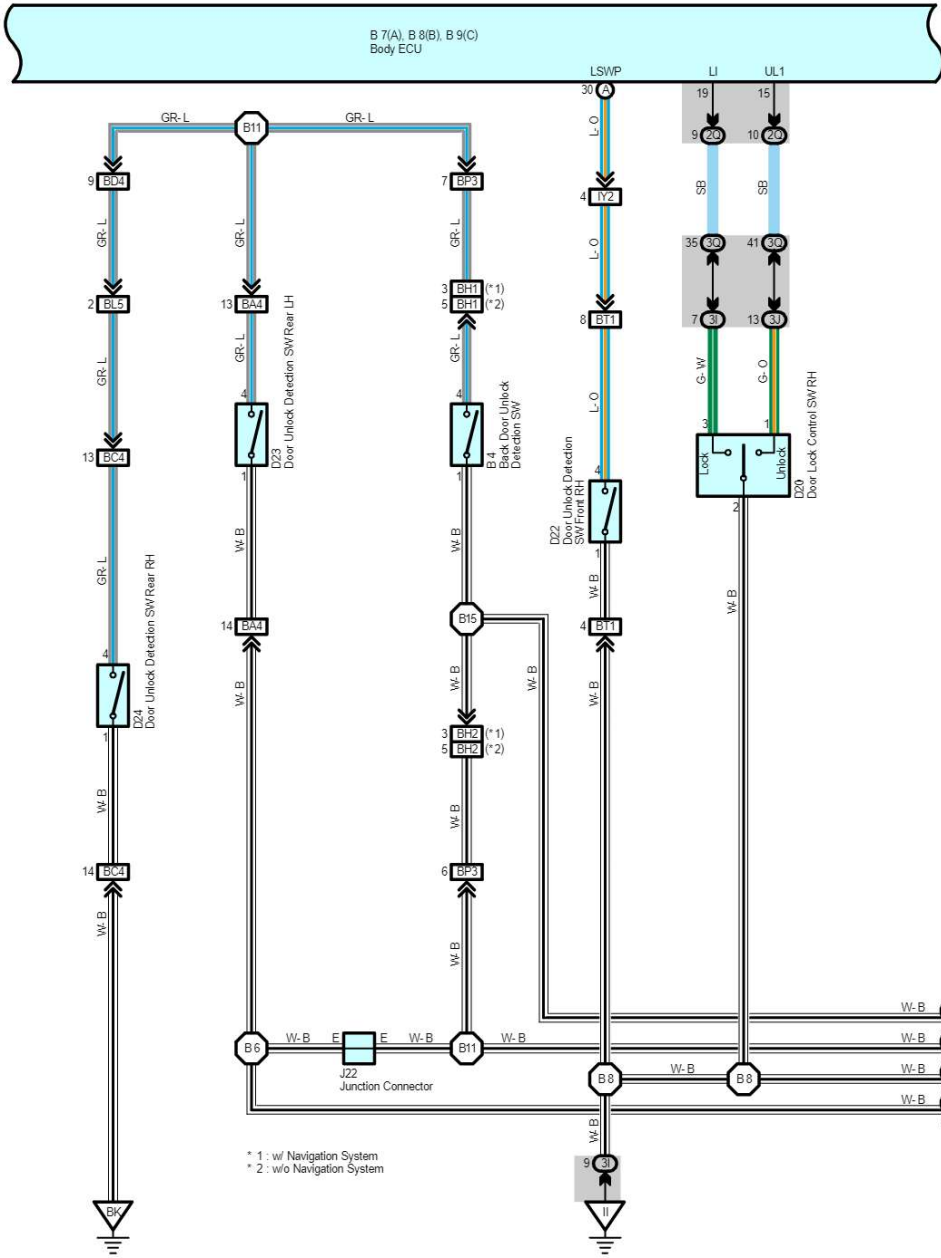 B 7(A), B 8(B), B 9(C)
Body ECU
LSWP
LI
UL1
30 A
19
15
GR- L
B11
GR- L
L- O
9 2Q
10 2Q
9 BD4
7 BP3
4 IY2
SB
SB
GR- L
GR- L
GR- L
L- O
35 3Q
41 3Q
2 BL5
13 BA4
3 BH1 (* 1)
5 BH1 (* 2)
8 BT1
7 3I
13 3J
GR- L
GR- L
GR- L
L- O
G- W
G- O
4
1
D23
Door Unlock Detection SW Rear LH
4
1
B 4
Back Door Unlock
Detection SW
3
1
Lock
Unlock
2
D20
Door Lock Control SW RH
13 BC4
4
1
D22
Door Unlock Detection
SW Front RH
GR- L
W- B
W- B
W- B
W- B
14 BA4
B15
4 BT1
4
1
D24
Door Unlock Detection SW Rear RH
W- B
W- B
W- B
W- B
3 BH2 (* 1)
5 BH2 (* 2)
W- B
W- B
14 BC4
6 BP3
W- B
W- B
W- B
B 6
W- B
E
E
W- B
B11
W- B
W- B
J22
Junction Connector
B 8
W- B
B 8
W- B
W- B
W- B
* 1 : w/ Navigation System
* 2 : w/o Navigation System
9 3I
BK
II